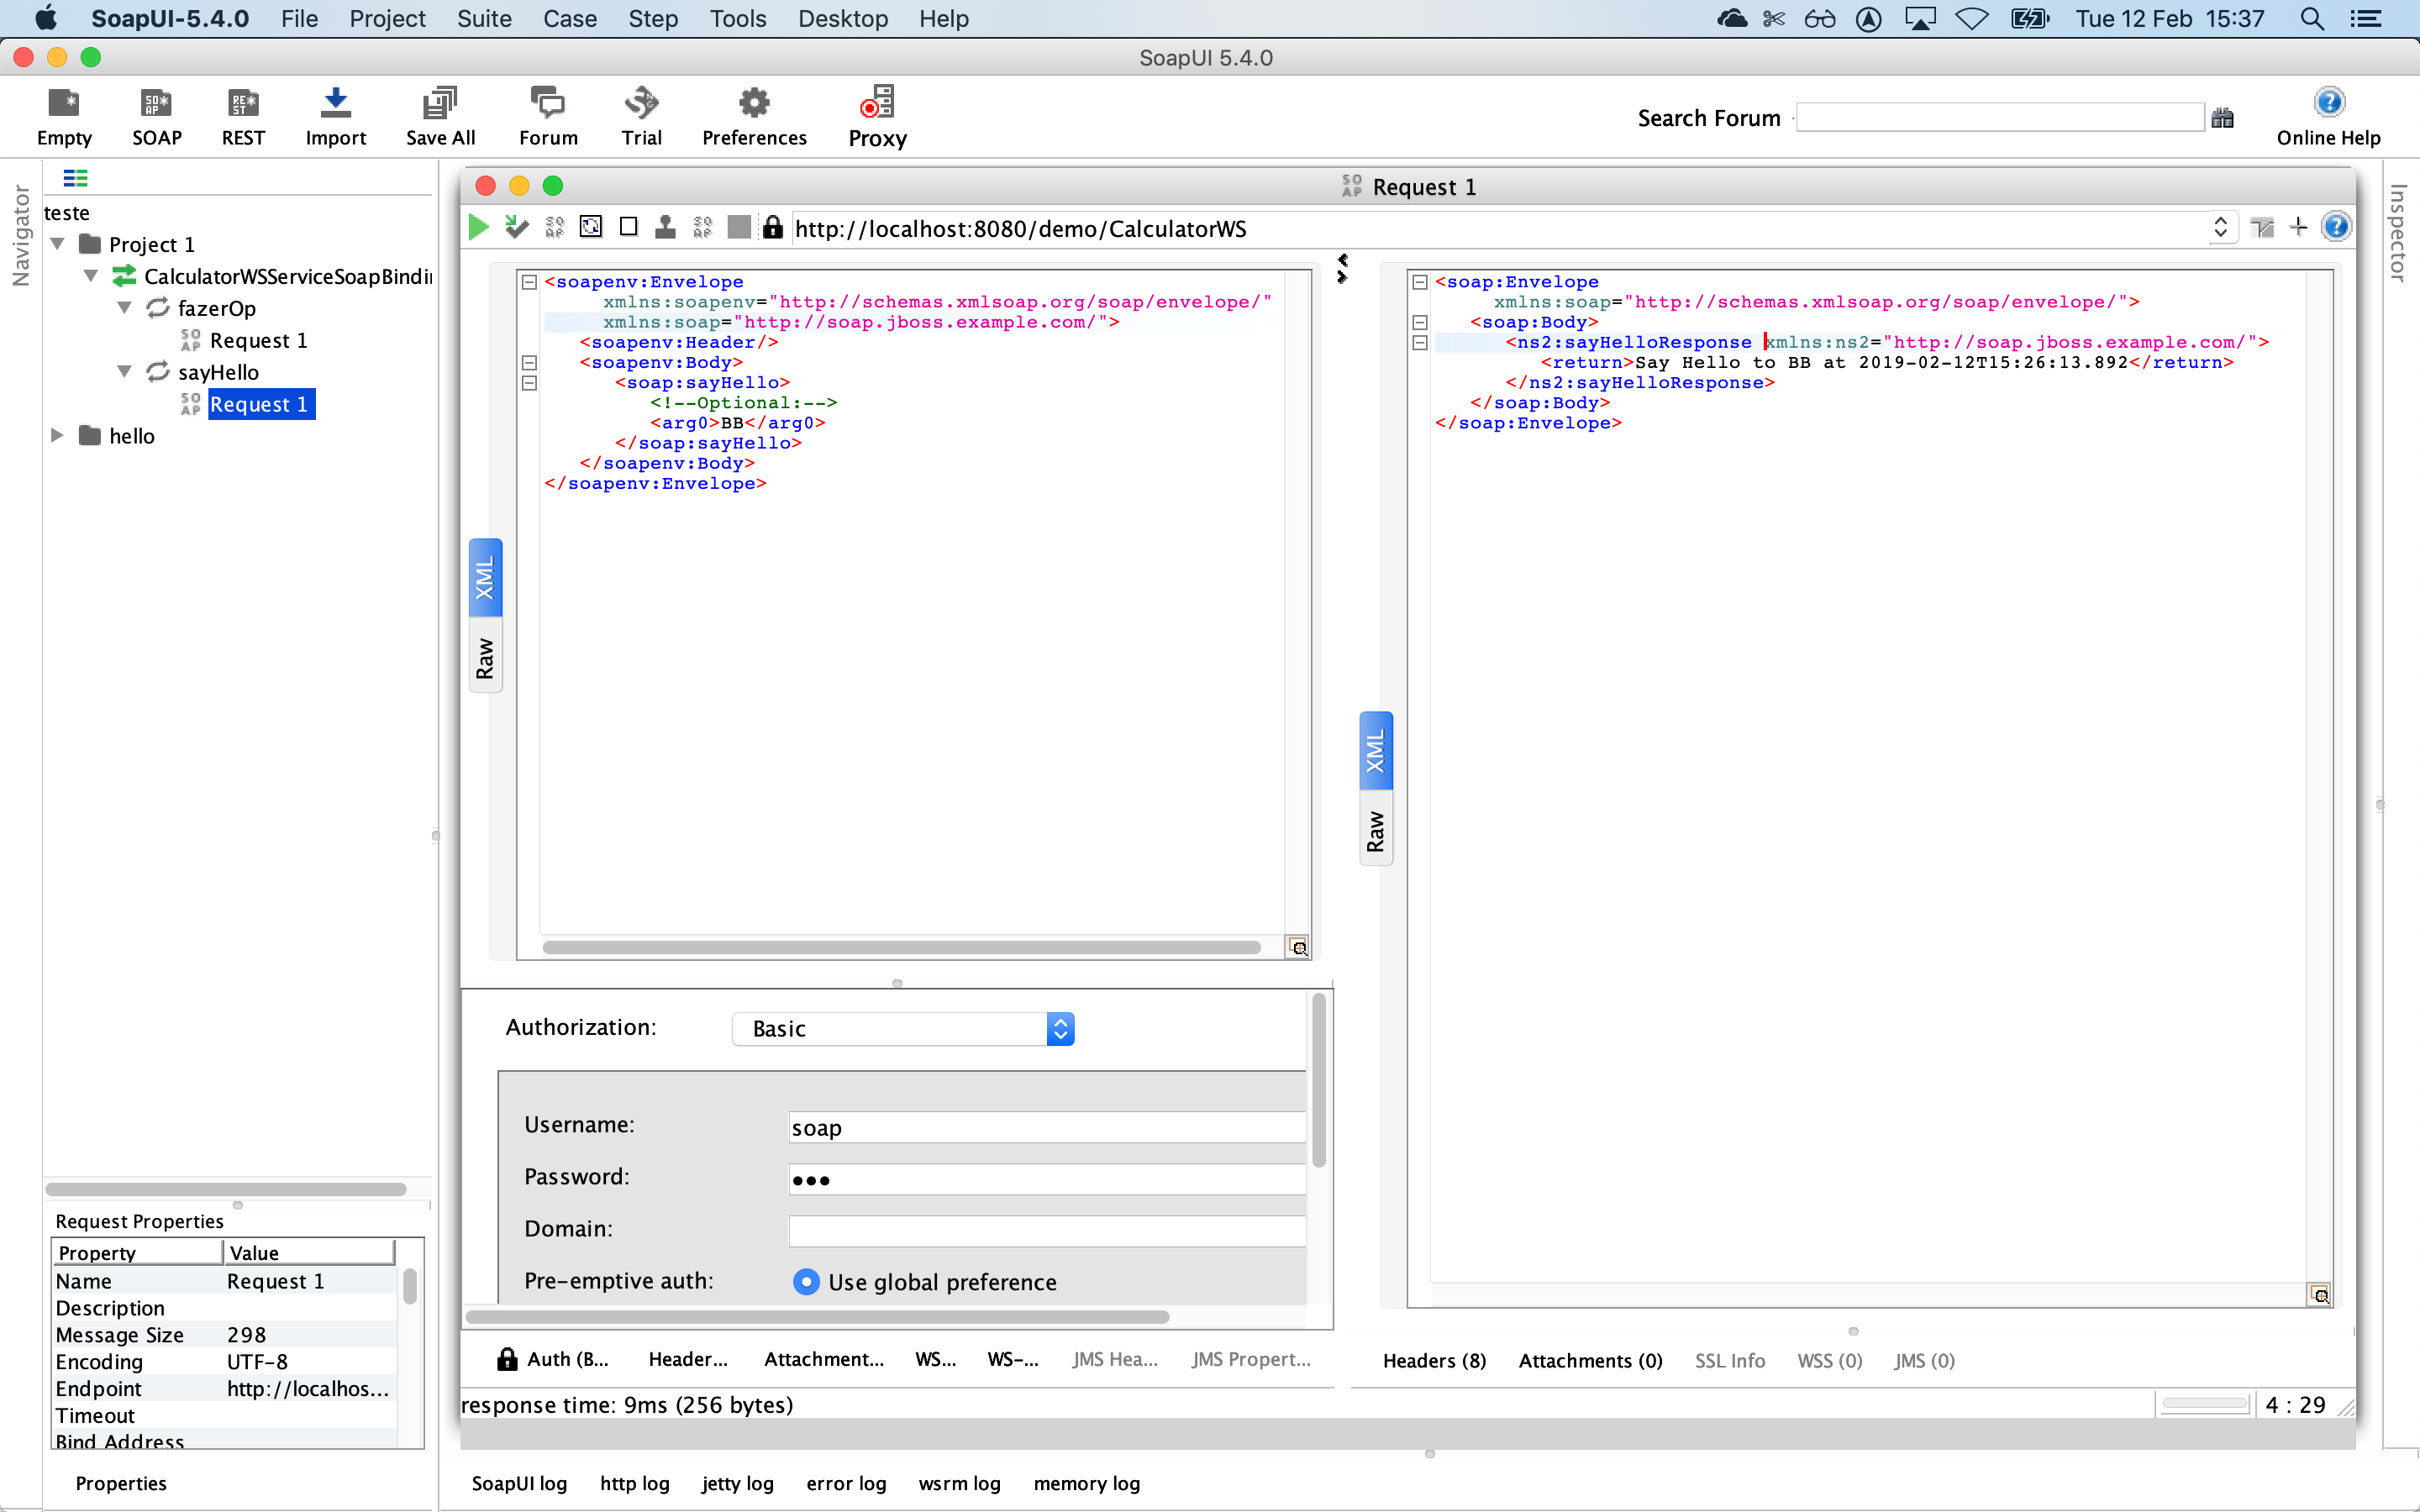 SoapUI-5.4.0 File Project Suite Case Step Tools Desktop Help Tue 12 Feb 15:37
SoapUI 5.4.0
Empty SOAP REST Import Save All Forum Trial Preferences Proxy Search Forum Online Help
Navigator
teste
Project 1
CalculatorWSServiceSoapBindin
fazerOp
Request 1
sayHello
Request 1
hello
Request Properties
Property Value
Name Request 1
Description
Message Size 298
Encoding UTF-8
Endpoint http://localhos...
Timeout
Bind Address
Properties
SO AP Request 1
http://localhost:8080/demo/CalculatorWS
<soapenv:Envelope
xmlns:soapenv="http://schemas.xmlsoap.org/soap/envelope/"
xmlns:soap="http://soap.jboss.example.com/">
<soapenv:Header/>
<soapenv:Body>
<soap:sayHello>
<!--Optional:-->
<arg0>BB</arg0>
</soap:sayHello>
</soapenv:Body>
</soapenv:Envelope>
XML
Raw
Authorization: Basic
Username: soap
Password: •••
Domain:
Pre-emptive auth: Use global preference
Auth (B... Header... Attachment... WS... WS-... JMS Hea... JMS Propert...
<soap:Envelope
xmlns:soap="http://schemas.xmlsoap.org/soap/envelope/">
<soap:Body>
<ns2:sayHelloResponse xmlns:ns2="http://soap.jboss.example.com/">
<return>Say Hello to BB at 2019-02-12T15:26:13.892</return>
</ns2:sayHelloResponse>
</soap:Body>
</soap:Envelope>
XML
Raw
Headers (8) Attachments (0) SSL Info WSS (0) JMS (0)
response time: 9ms (256 bytes) 4 : 29
Inspector
SoapUI log http log jetty log error log wsrm log memory log